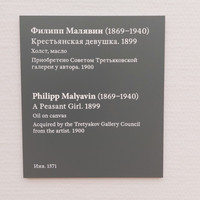 Филипп Малявин (1869–1940)
Крестьянская девушка. 1899
Холст, масло
Приобретено Советом Третьяковской
галереи у автора. 1900
Philipp Malyavin (1869–1940)
A Peasant Girl. 1899
Oil on canvas
Acquired by the Tretyakov Gallery Council
from the artist. 1900
Инв. 1571